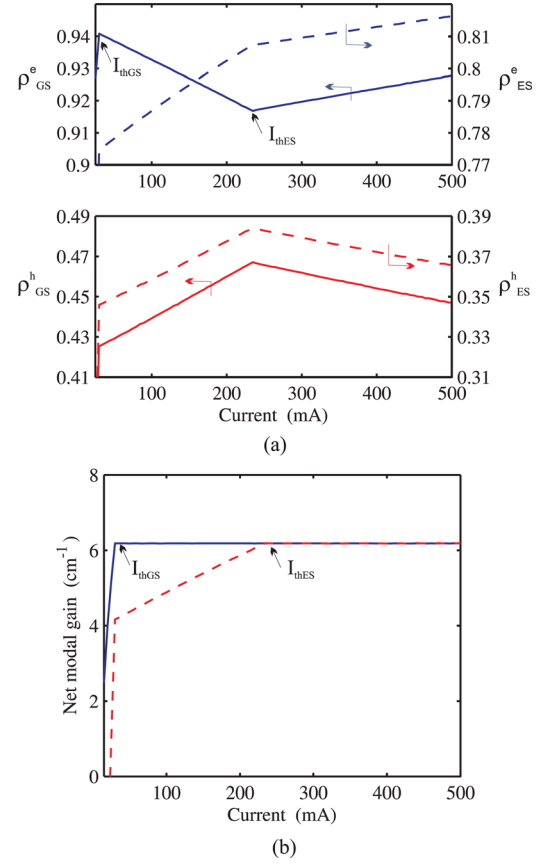 ρ^e_GS
0.94
0.93
0.92
0.91
0.9
I_thGS
I_thES
0.81
0.8
0.79
0.78
0.77
ρ^e_ES
100 200 300 400 500
ρ^h_GS
0.49
0.47
0.45
0.43
0.41
0.39
0.37
0.35
0.33
0.31
ρ^h_ES
100 200 300 400 500
Current (mA)
(a)
Net modal gain (cm⁻¹)
8
6
4
2
0
I_thGS
I_thES
100 200 300 400 500
Current (mA)
(b)